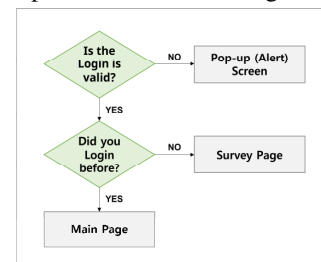 Is the
Login is
valid?
NO
Pop-up (Alert)
Screen
YES
Did you
Login
before?
NO
Survey Page
YES
Main Page